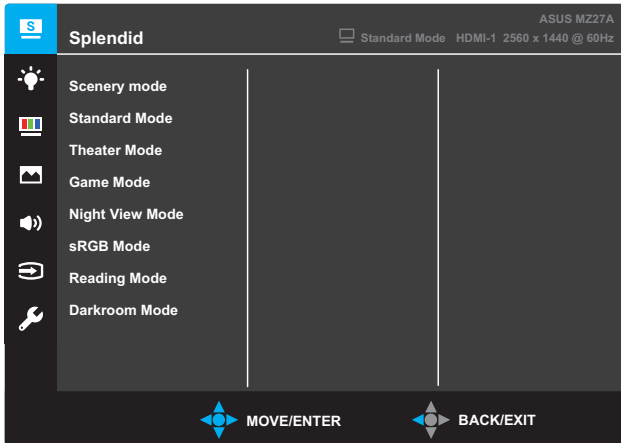 S
ASUS MZ27A
Splendid
Standard Mode HDMI-1 2560 x 1440 @ 60Hz
Scenery mode
Standard Mode
Theater Mode
Game Mode
Night View Mode
sRGB Mode
Reading Mode
Darkroom Mode
MOVE/ENTER
BACK/EXIT